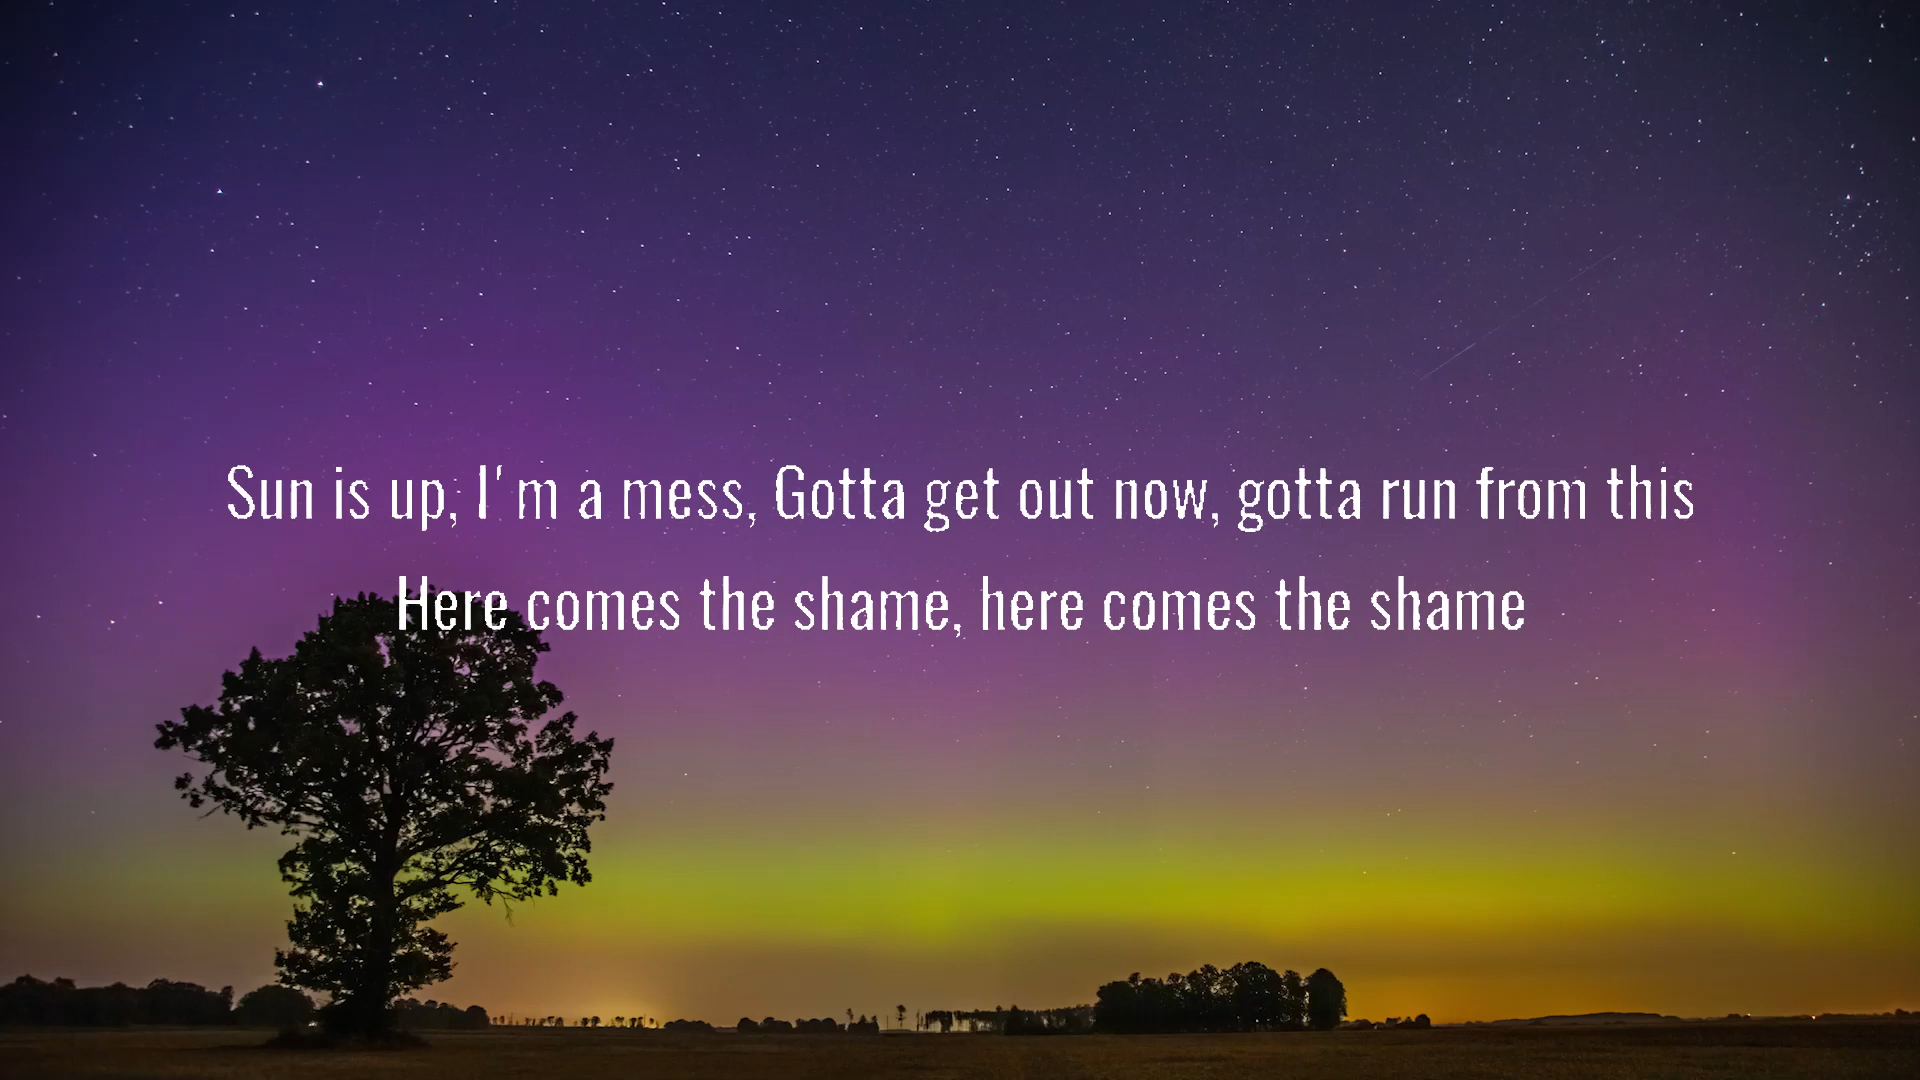 Sun is up, I'm a mess, Gotta get out now, gotta run from this
Here comes the shame, here comes the shame